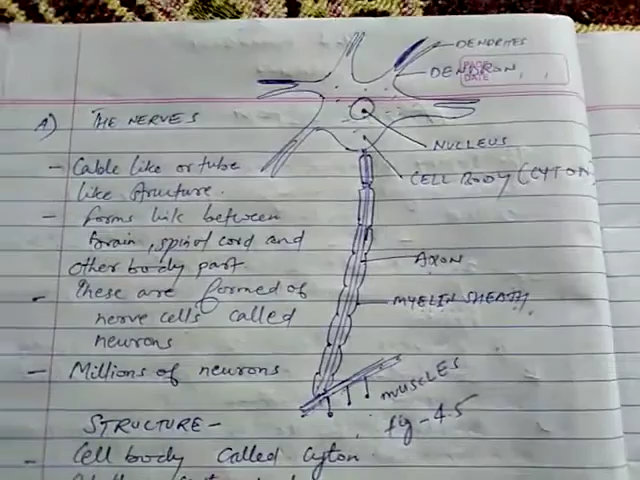 DENDRITES
DENDRON
PAGE
DATE
A) THE NERVES
NUCLEUS
- Cable like or tube
CELL BODY (CYTON
like structure.
- forms link between
brain, spinal cord and
AXON
other body part.
- These are formed of
MYELIN SHEATH
nerve cells called
neurons
- Millions of neurons
MUSCLES
fig-4.5
STRUCTURE-
- Cell body called Cyton